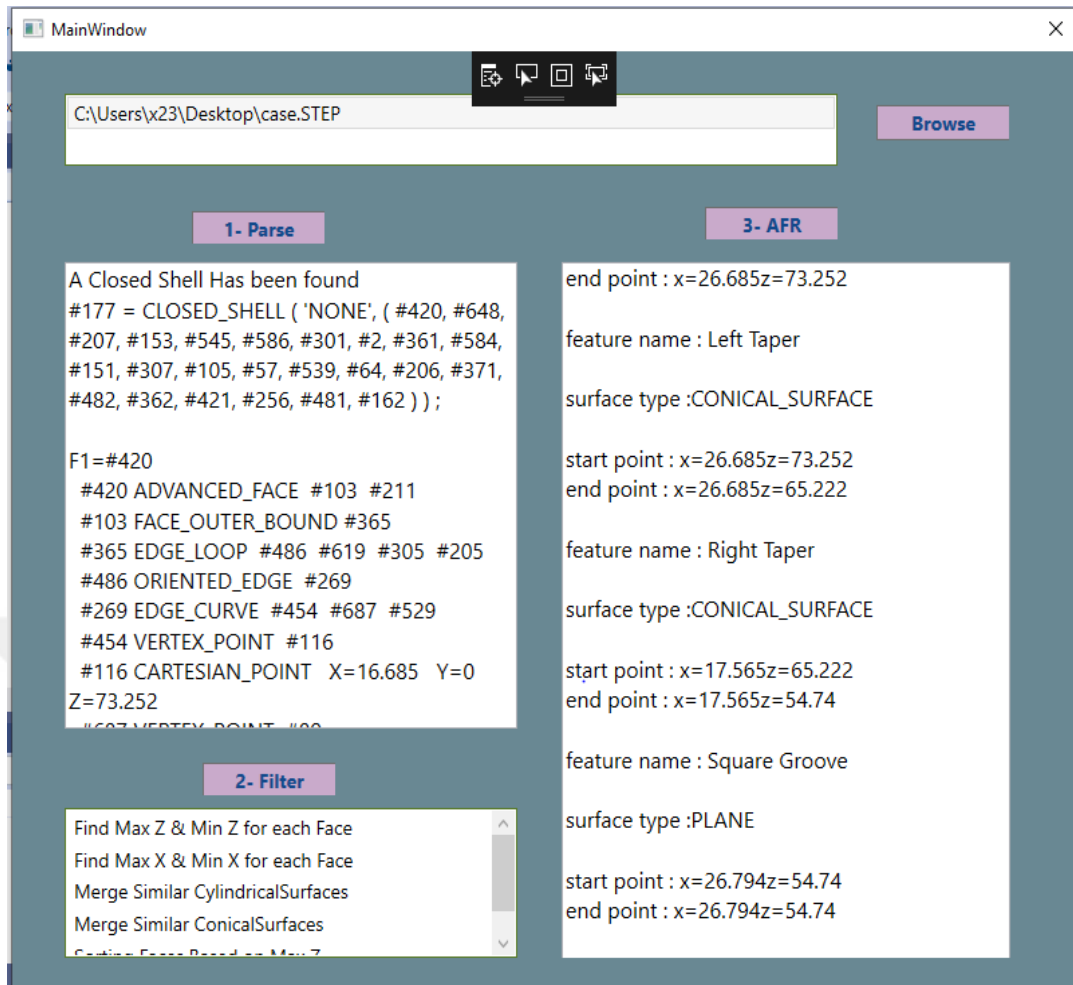 MainWindow
C:\Users\x23\Desktop\case.STEP
Browse
1- Parse
A Closed Shell Has been found
#177 = CLOSED_SHELL ( 'NONE', ( #420, #648,
#207, #153, #545, #586, #301, #2, #361, #584,
#151, #307, #105, #57, #539, #64, #206, #371,
#482, #362, #421, #256, #481, #162 ) ) ;
F1=#420
#420 ADVANCED_FACE #103 #211
#103 FACE_OUTER_BOUND #365
#365 EDGE_LOOP #486 #619 #305 #205
#486 ORIENTED_EDGE #269
#269 EDGE_CURVE #454 #687 #529
#454 VERTEX_POINT #116
#116 CARTESIAN_POINT X=16.685 Y=0
Z=73.252
2- Filter
Find Max Z & Min Z for each Face
Find Max X & Min X for each Face
Merge Similar CylindricalSurfaces
Merge Similar ConicalSurfaces
Sorting Faces Based on Max Z
3- AFR
end point : x=26.685z=73.252
feature name : Left Taper
surface type :CONICAL_SURFACE
start point : x=26.685z=73.252
end point : x=26.685z=65.222
feature name : Right Taper
surface type :CONICAL_SURFACE
start point : x=17.565z=65.222
end point : x=17.565z=54.74
feature name : Square Groove
surface type :PLANE
start point : x=26.794z=54.74
end point : x=26.794z=54.74